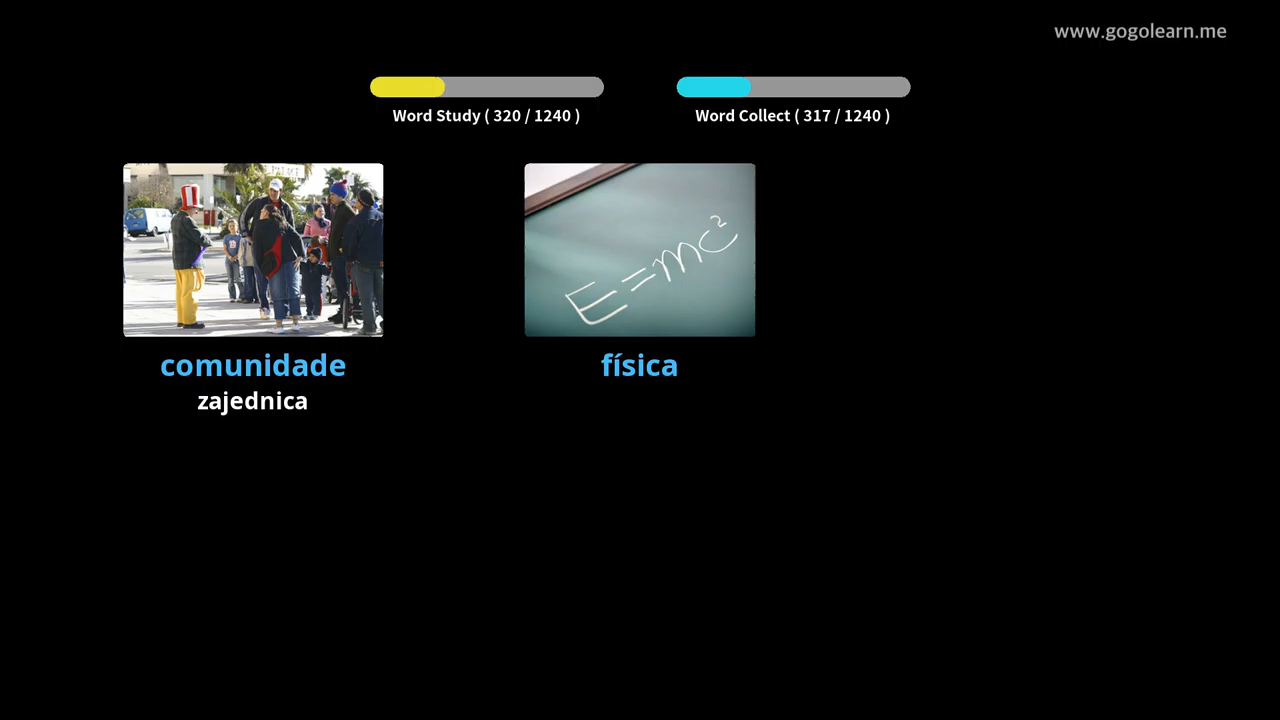 www.gogolearn.me
Word Study ( 320 / 1240 )
Word Collect ( 317 / 1240 )
E=mc²
comunidade
física
zajednica